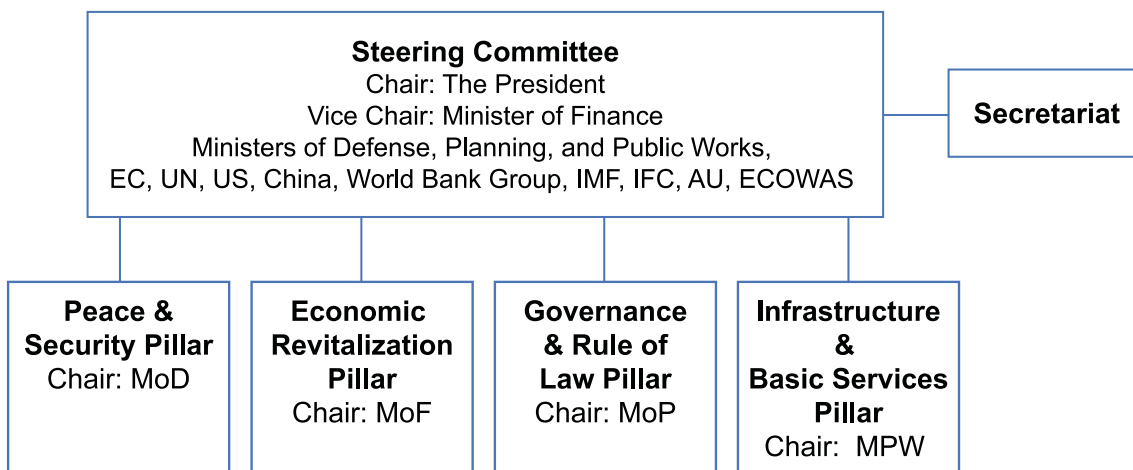 Steering Committee
Chair: The President
Vice Chair: Minister of Finance
Ministers of Defense, Planning, and Public Works,
EC, UN, US, China, World Bank Group, IMF, IFC, AU, ECOWAS
Secretariat
Peace &
Security Pillar
Chair: MoD
Economic
Revitalization
Pillar
Chair: MoF
Governance
& Rule of
Law Pillar
Chair: MoP
Infrastructure
&
Basic Services
Pillar
Chair: MPW